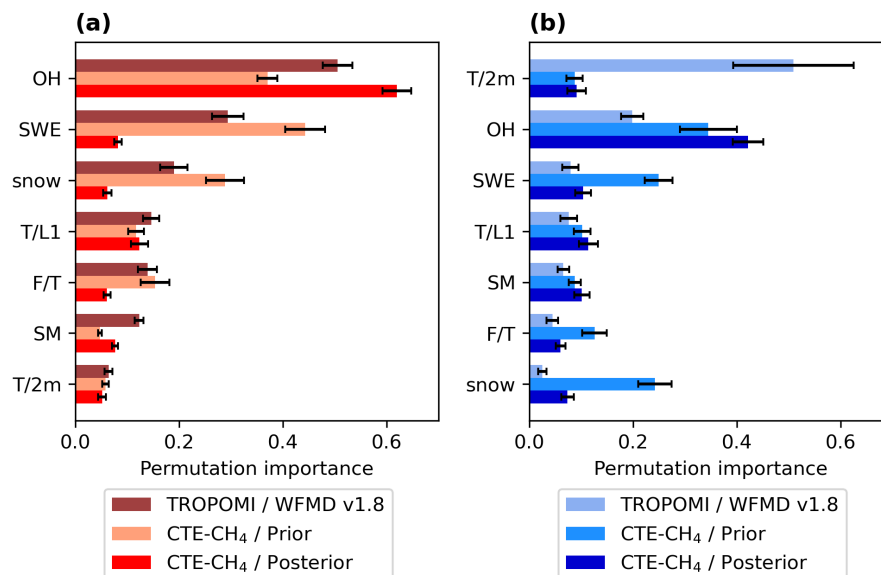 (a)
OH
SWE
snow
T/L1
F/T
SM
T/2m
0.0 0.2 0.4 0.6
Permutation importance
TROPOMI / WFMD v1.8
CTE-CH₄ / Prior
CTE-CH₄ / Posterior
(b)
T/2m
OH
SWE
T/L1
SM
F/T
snow
0.0 0.2 0.4 0.6
Permutation importance
TROPOMI / WFMD v1.8
CTE-CH₄ / Prior
CTE-CH₄ / Posterior